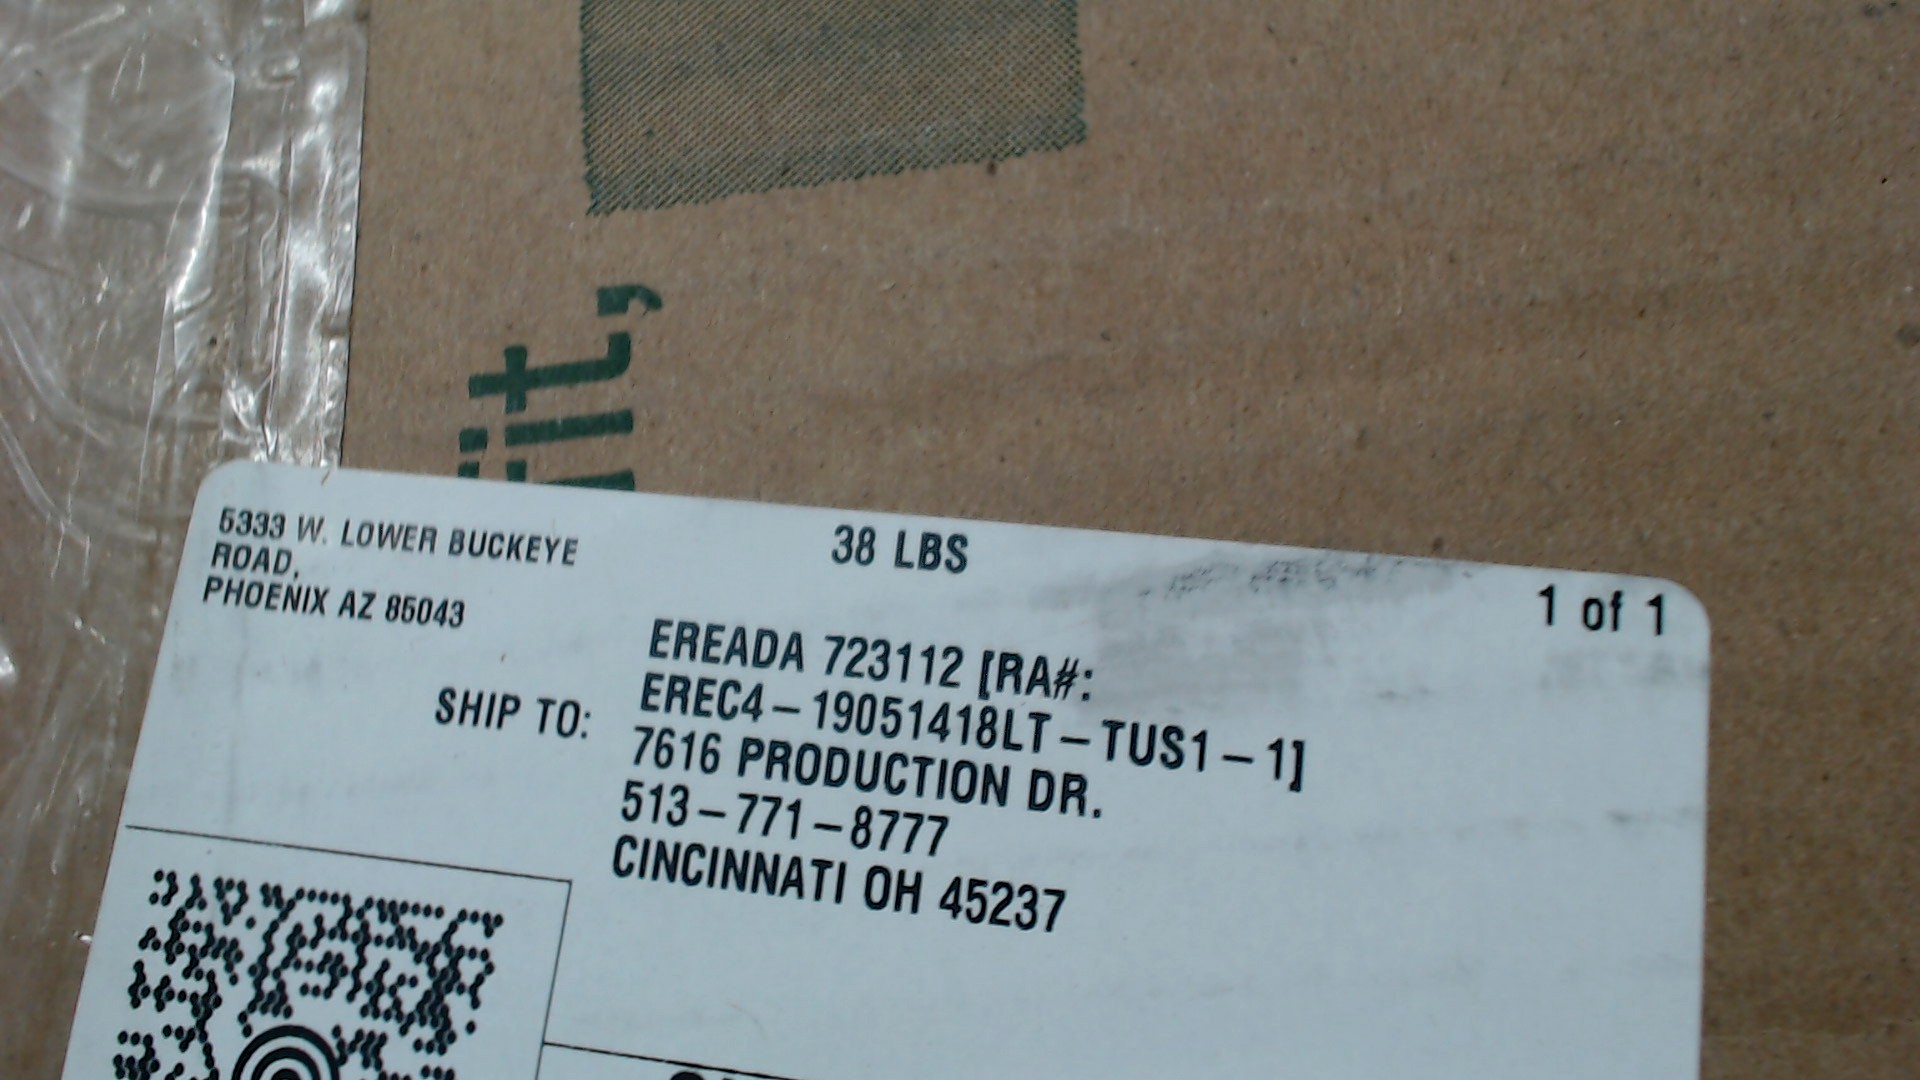 it,
5333 W. LOWER BUCKEYE
ROAD,
PHOENIX AZ 85043
38 LBS
1 of 1
SHIP TO:
EREADA 723112 [RA#:
EREC4-19051418LT-TUS1-1]
7616 PRODUCTION DR.
513-771-8777
CINCINNATI OH 45237